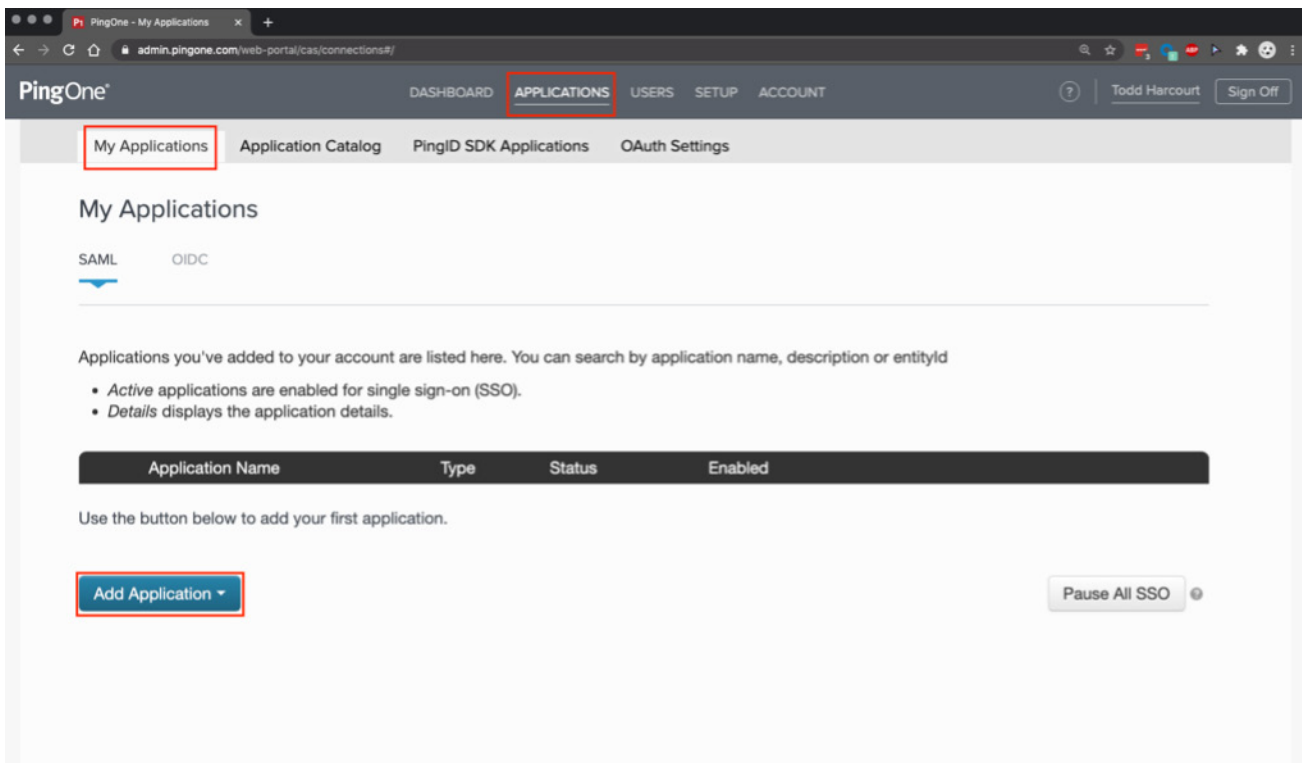 PingOne - My Applications
admin.pingone.com/web-portal/cas/connections#/
PingOne
DASHBOARD APPLICATIONS USERS SETUP ACCOUNT ? Todd Harcourt Sign Off
My Applications Application Catalog PingID SDK Applications OAuth Settings
My Applications
SAML OIDC
Applications you've added to your account are listed here. You can search by application name, description or entityId
• Active applications are enabled for single sign-on (SSO).
• Details displays the application details.
Application Name Type Status Enabled
Use the button below to add your first application.
Add Application Pause All SSO